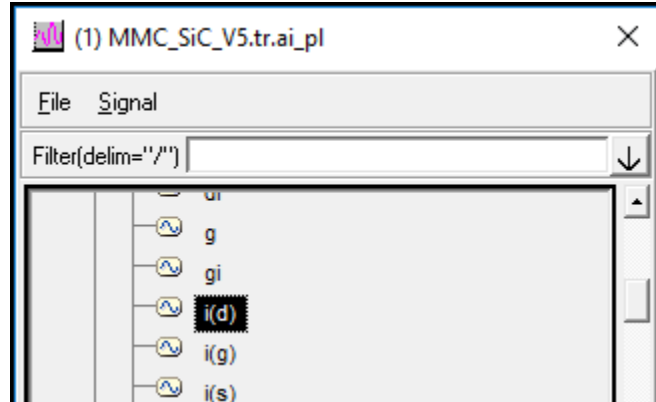 (1) MMC_SiC_V5.tr.ai_pl
File Signal
Filter(delim="/")
g
gi
i(d)
i(g)
i(s)